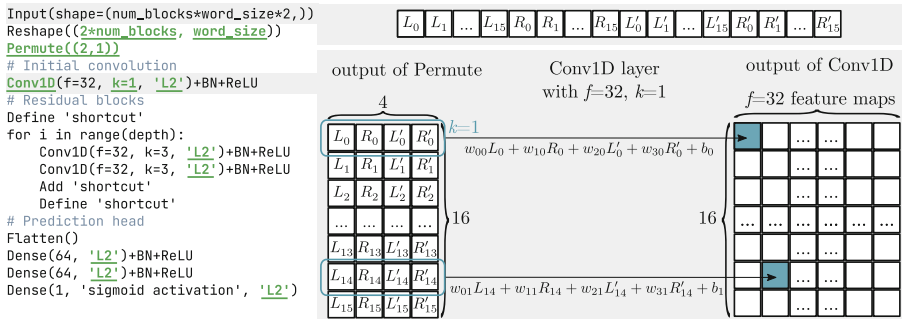 Input(shape=(num_blocks*word_size*2,))
Reshape((2*num_blocks, word_size))
Permute((2,1))
# Initial convolution
Conv1D(f=32, k=1, 'L2')+BN+ReLU
# Residual blocks
Define 'shortcut'
for i in range(depth):
    Conv1D(f=32, k=3, 'L2')+BN+ReLU
    Conv1D(f=32, k=3, 'L2')+BN+ReLU
    Add 'shortcut'
    Define 'shortcut'
# Prediction head
Flatten()
Dense(64, 'L2')+BN+ReLU
Dense(64, 'L2')+BN+ReLU
Dense(1, 'sigmoid activation', 'L2')
L0 L1 ... L15 R0 R1 ... R15 L'0 L'1 ... L'15 R'0 R'1 ... R'15
output of Permute
4
k=1
L0 R0 L'0 R'0
L1 R1 L'1 R'1
L2 R2 L'2 R'2
... ... ... ...
L13 R13 L'13 R'13
L14 R14 L'14 R'14
L15 R15 L'15 R'15
16
Conv1D layer
with f=32, k=1
w00L0 + w10R0 + w20L'0 + w30R'0 + b0
w01L14 + w11R14 + w21L'14 + w31R'14 + b1
output of Conv1D
f=32 feature maps
16
... ...
... ...
... ...
... ... ... ... ... ...
... ...
... ...
... ...